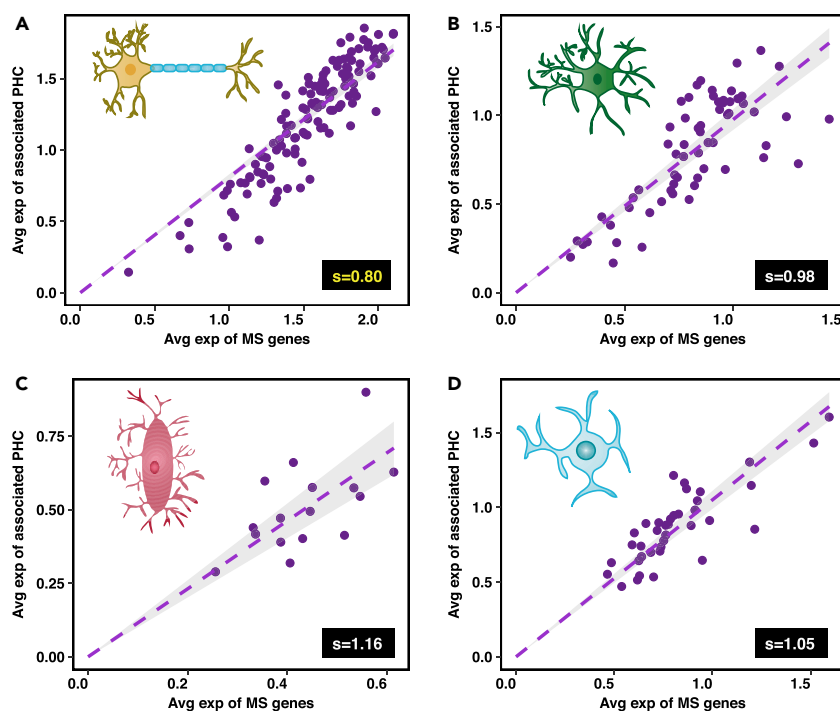 A
Avg exp of associated PHC
1.5
1.0
0.5
0.0
s=0.80
0.0 0.5 1.0 1.5 2.0
Avg exp of MS genes
B
Avg exp of associated PHC
1.5
1.0
0.5
0.0
s=0.98
0.0 0.5 1.0 1.5
Avg exp of MS genes
C
Avg exp of associated PHC
0.75
0.50
0.25
0.00
s=1.16
0.0 0.2 0.4 0.6
Avg exp of MS genes
D
Avg exp of associated PHC
1.5
1.0
0.5
0.0
s=1.05
0.0 0.5 1.0 1.5
Avg exp of MS genes